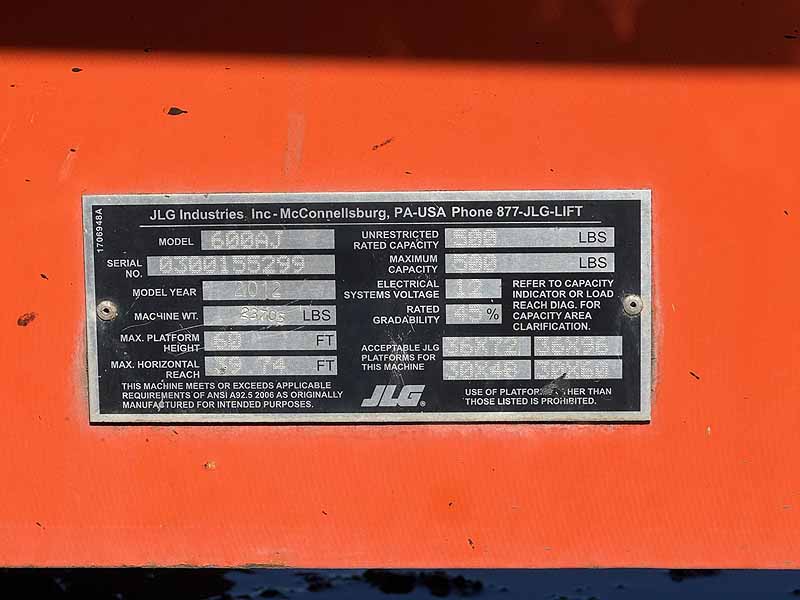 1706948A
JLG Industries Inc - McConnellsburg, PA-USA Phone 877-JLG-LIFT
MODEL 600AJ
SERIAL NO. 0300155299
MODEL YEAR 2012
MACHINE WT. 23705 LBS
MAX. PLATFORM HEIGHT 60 FT
MAX. HORIZONTAL REACH FT
THIS MACHINE MEETS OR EXCEEDS APPLICABLE
REQUIREMENTS OF ANSI A92.5 2006 AS ORIGINALLY
MANUFACTURED FOR INTENDED PURPOSES.
UNRESTRICTED RATED CAPACITY LBS
MAXIMUM CAPACITY LBS
ELECTRICAL SYSTEMS VOLTAGE 12
RATED GRADABILITY 45 %
REFER TO CAPACITY
INDICATOR OR LOAD
REACH DIAG. FOR
CAPACITY AREA
CLARIFICATION.
ACCEPTABLE JLG
PLATFORMS FOR
THIS MACHINE
36X72 36X96
30X48 30X60
JLG®
USE OF THAN
THOSE LISTED IS PROHIBITED.